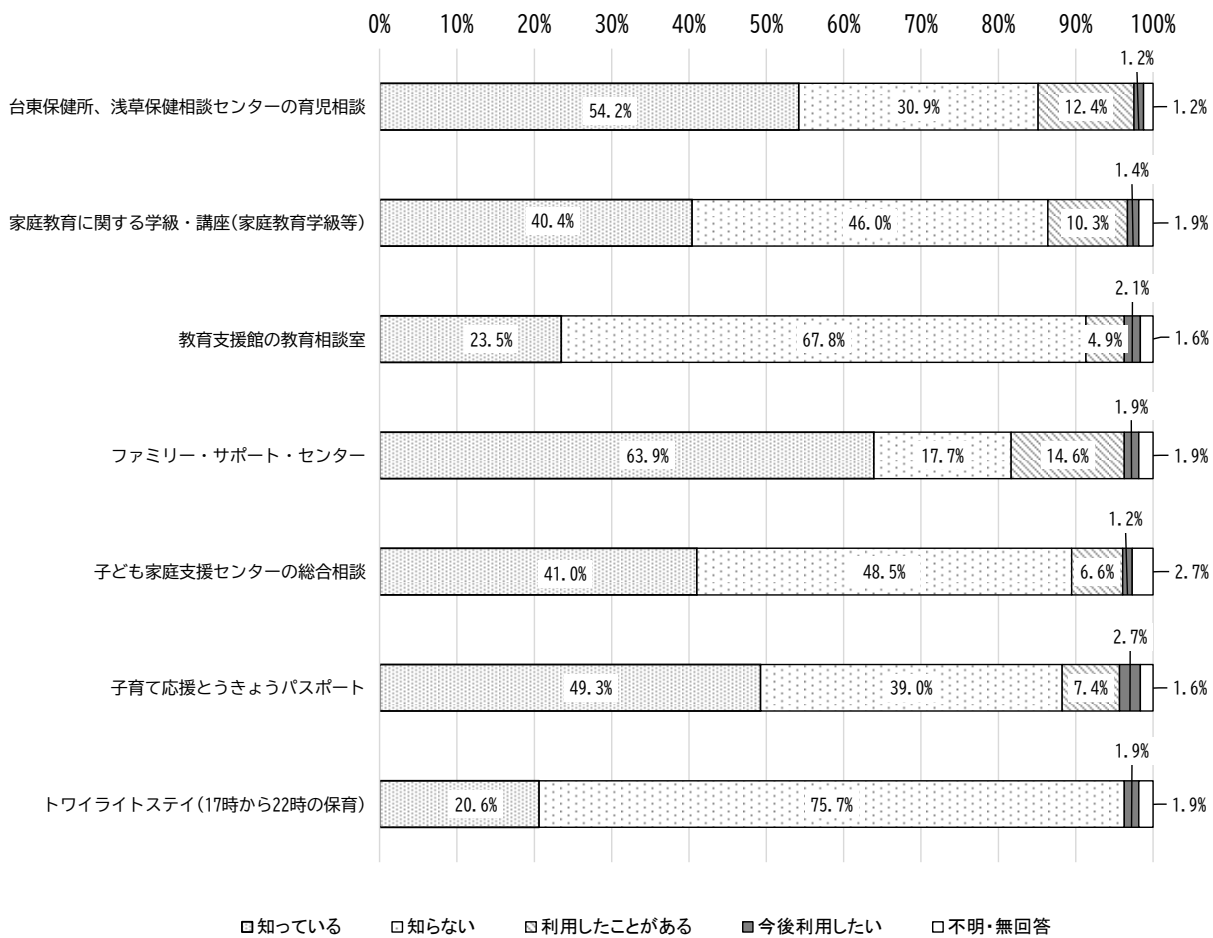 0% 10% 20% 30% 40% 50% 60% 70% 80% 90% 100%
1.2%
台東保健所、浅草保健相談センターの育児相談 54.2% 30.9% 12.4% 1.2%
1.4%
家庭教育に関する学級・講座(家庭教育学級等) 40.4% 46.0% 10.3% 1.9%
2.1%
教育支援館の教育相談室 23.5% 67.8% 4.9% 1.6%
1.9%
ファミリー・サポート・センター 63.9% 17.7% 14.6% 1.9%
1.2%
子ども家庭支援センターの総合相談 41.0% 48.5% 6.6% 2.7%
2.7%
子育て応援とうきょうパスポート 49.3% 39.0% 7.4% 1.6%
1.9%
トワイライトステイ(17時から22時の保育) 20.6% 75.7% 1.9%
知っている 知らない 利用したことがある 今後利用したい 不明・無回答